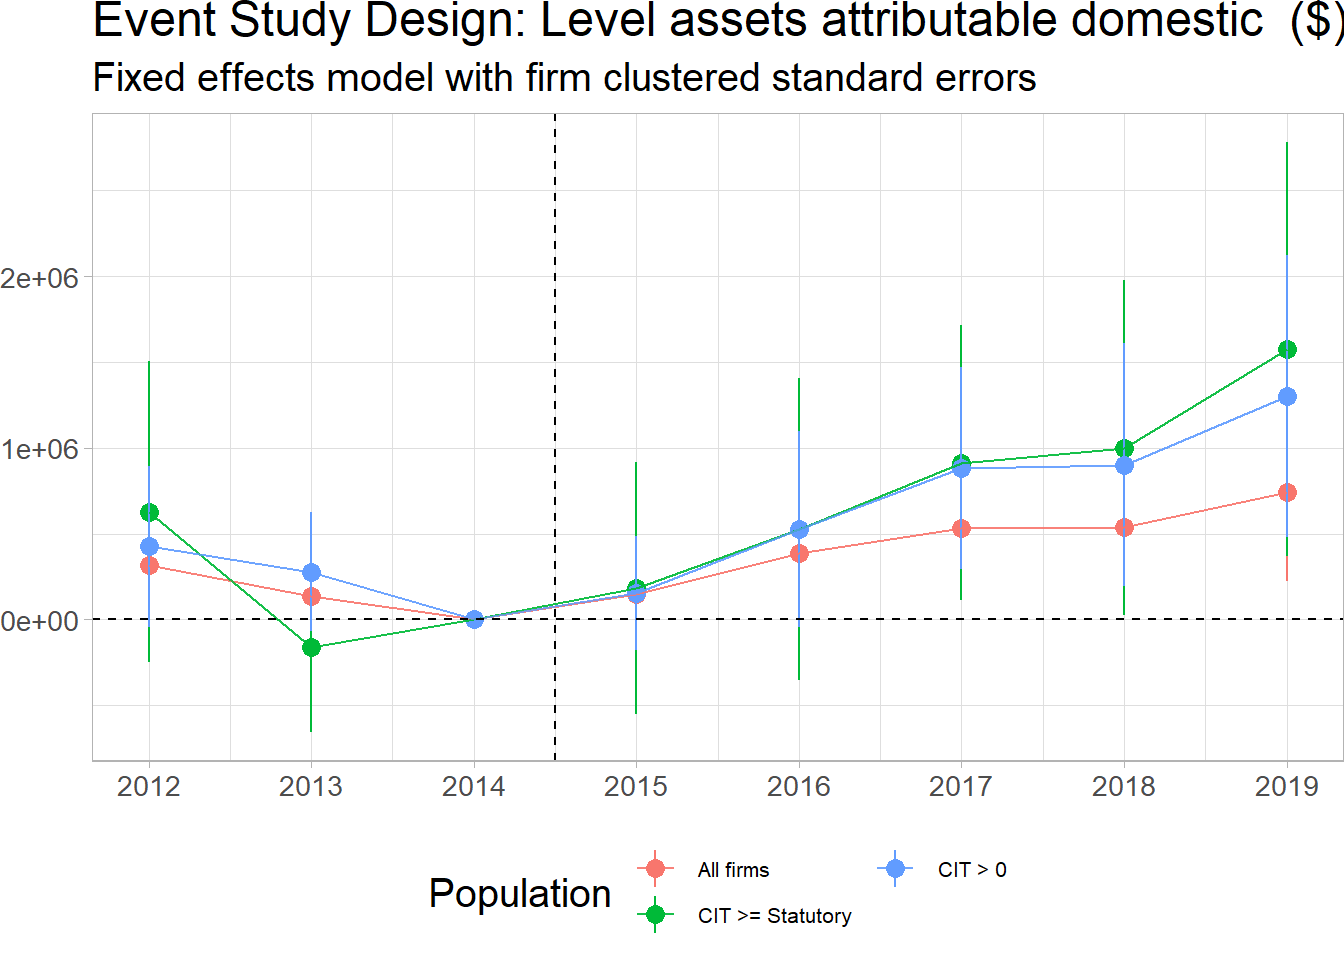 Event Study Design: Level assets attributable domestic  ($)
Fixed effects model with firm clustered standard errors
2e+06
1e+06
0e+00
2012 2013 2014 2015 2016 2017 2018 2019
Population
All firms
CIT > 0
CIT >= Statutory